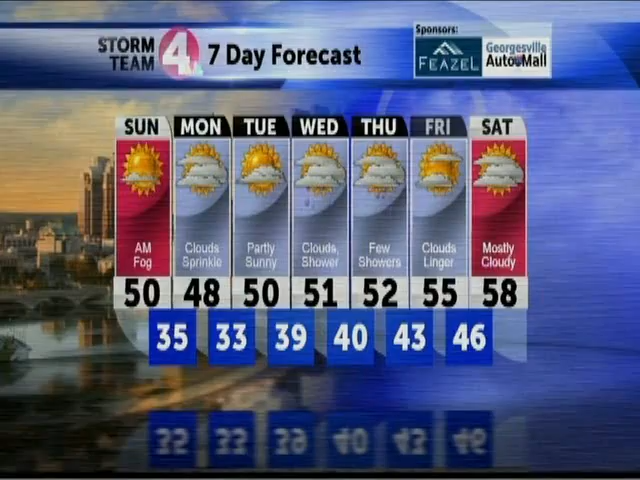 STORM
TEAM
4
7 Day Forecast
Sponsors:
FEAZEL
Georgesville
AutoMall
SUN MON TUE WED THU FRI SAT
AM
Fog
Clouds
Sprinkle
Partly
Sunny
Clouds,
Shower
Few
Showers
Clouds
Linger
Mostly
Cloudy
50 48 50 51 52 55 58
35 33 39 40 43 46